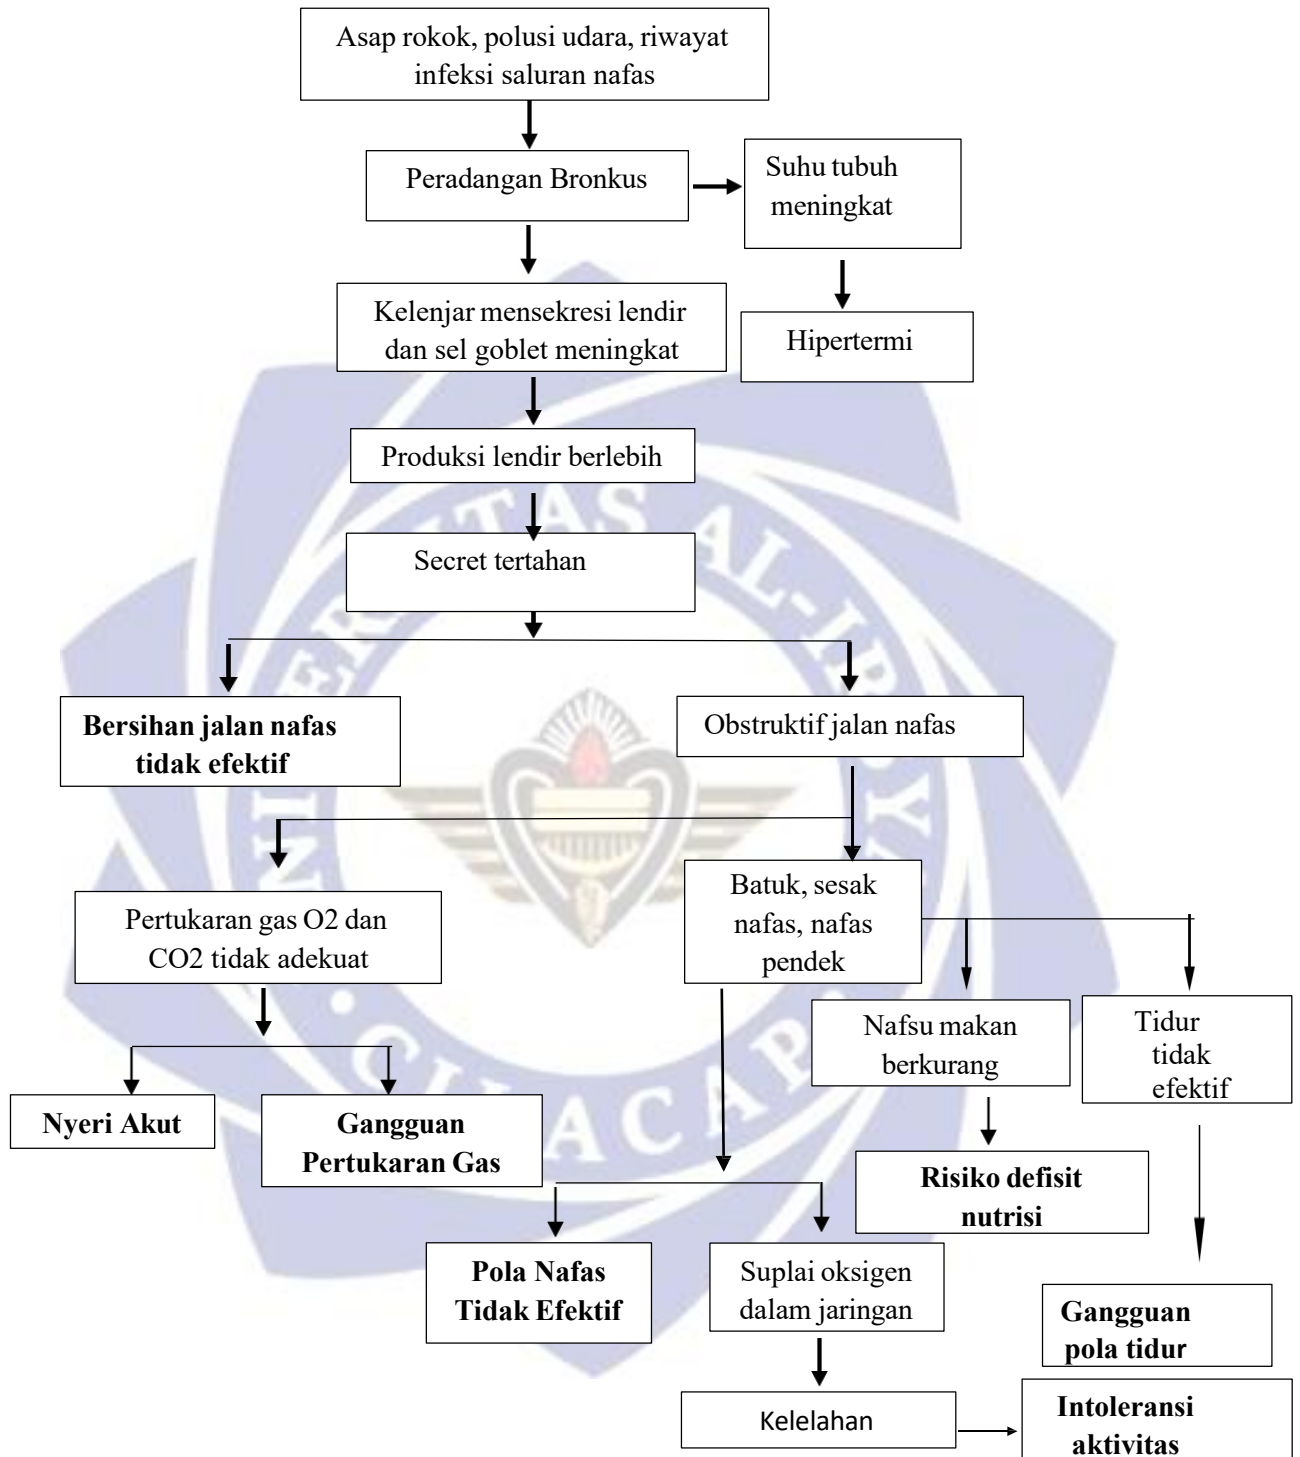 Asap rokok, polusi udara, riwayat
infeksi saluran nafas
Peradangan Bronkus
Suhu tubuh
meningkat
Kelenjar mensekresi lendir
dan sel goblet meningkat
Hipertermi
Produksi lendir berlebih
Secret tertahan
Bersihan jalan nafas
tidak efektif
Obstruktif jalan nafas
Pertukaran gas O2 dan
CO2 tidak adekuat
Batuk, sesak
nafas, nafas
pendek
Nafsu makan
berkurang
Tidur
tidak
efektif
Nyeri Akut
Gangguan
Pertukaran Gas
Risiko defisit
nutrisi
Pola Nafas
Tidak Efektif
Suplai oksigen
dalam jaringan
Gangguan
pola tidur
Kelelahan
Intoleransi
aktivitas